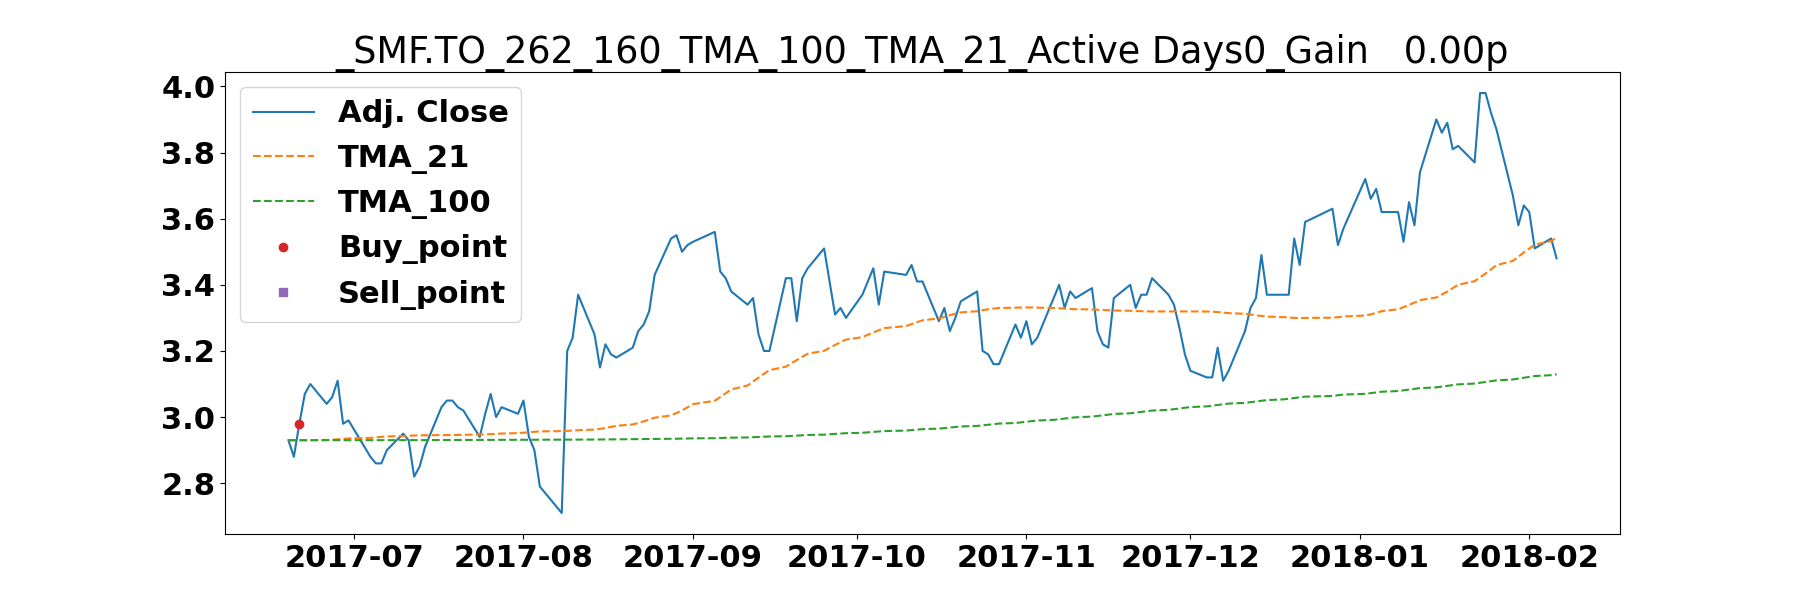 _SMF.TO_262_160_TMA_100_TMA_21_Active Days0_Gain   0.00p
4.0
3.8
3.6
3.4
3.2
3.0
2.8
Adj. Close
TMA_21
TMA_100
Buy_point
Sell_point
2017-07 2017-08 2017-09 2017-10 2017-11 2017-12 2018-01 2018-02